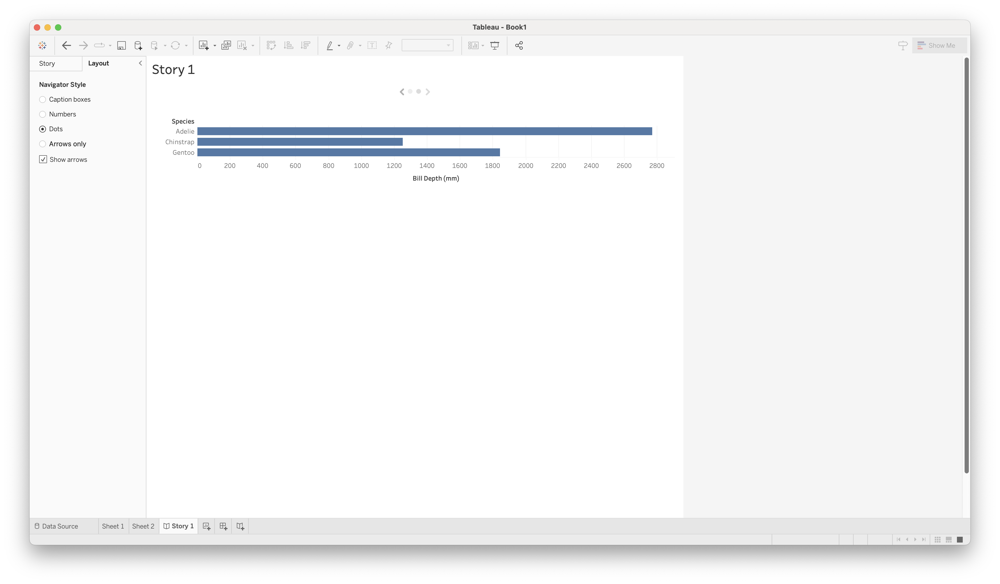 Tableau - Book1
Show Me
Story
Layout
Navigator Style
Caption boxes
Numbers
Dots
Arrows only
Show arrows
Story 1
Species
Adelie
Chinstrap
Gentoo
0 200 400 600 800 1000 1200 1400 1600 1800 2000 2200 2400 2600 2800
Bill Depth (mm)
Data Source
Sheet 1
Sheet 2
Story 1